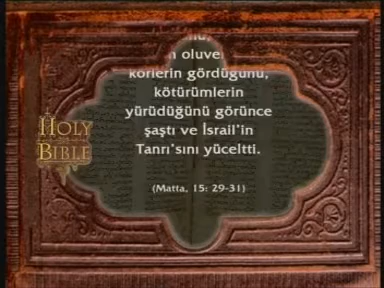 oluve
körlerin gördüğünü,
kötürümlerin
yürüdüğünü görünce
şaştı ve İsrail'in
Tanrı'sını yüceltti.
(Matta, 15: 29-31)
HOLY
BIBLE